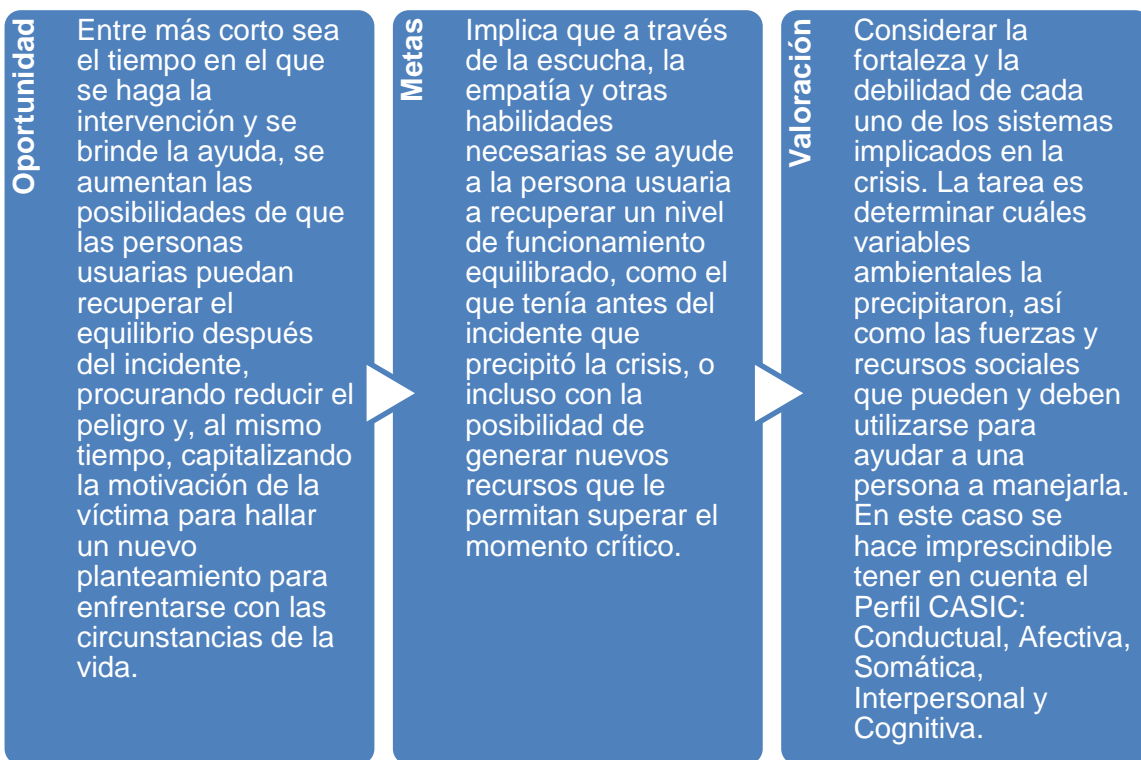 Oportunidad
Entre más corto sea
el tiempo en el que
se haga la
intervención y se
brinde la ayuda, se
aumentan las
posibilidades de que
las personas
usuarias puedan
recuperar el
equilibrio después
del incidente,
procurando reducir el
peligro y, al mismo
tiempo, capitalizando
la motivación de la
víctima para hallar
un nuevo
planteamiento para
enfrentarse con las
circunstancias de la
vida.
Metas
Implica que a través
de la escucha, la
empatía y otras
habilidades
necesarias se ayude
a la persona usuaria
a recuperar un nivel
de funcionamiento
equilibrado, como el
que tenía antes del
incidente que
precipitó la crisis, o
incluso con la
posibilidad de
generar nuevos
recursos que le
permitan superar el
momento crítico.
Valoración
Considerar la
fortaleza y la
debilidad de cada
uno de los sistemas
implicados en la
crisis. La tarea es
determinar cuáles
variables
ambientales la
precipitaron, así
como las fuerzas y
recursos sociales
que pueden y deben
utilizarse para
ayudar a una
persona a manejarla.
En este caso se
hace imprescindible
tener en cuenta el
Perfil CASIC:
Conductual, Afectiva,
Somática,
Interpersonal y
Cognitiva.